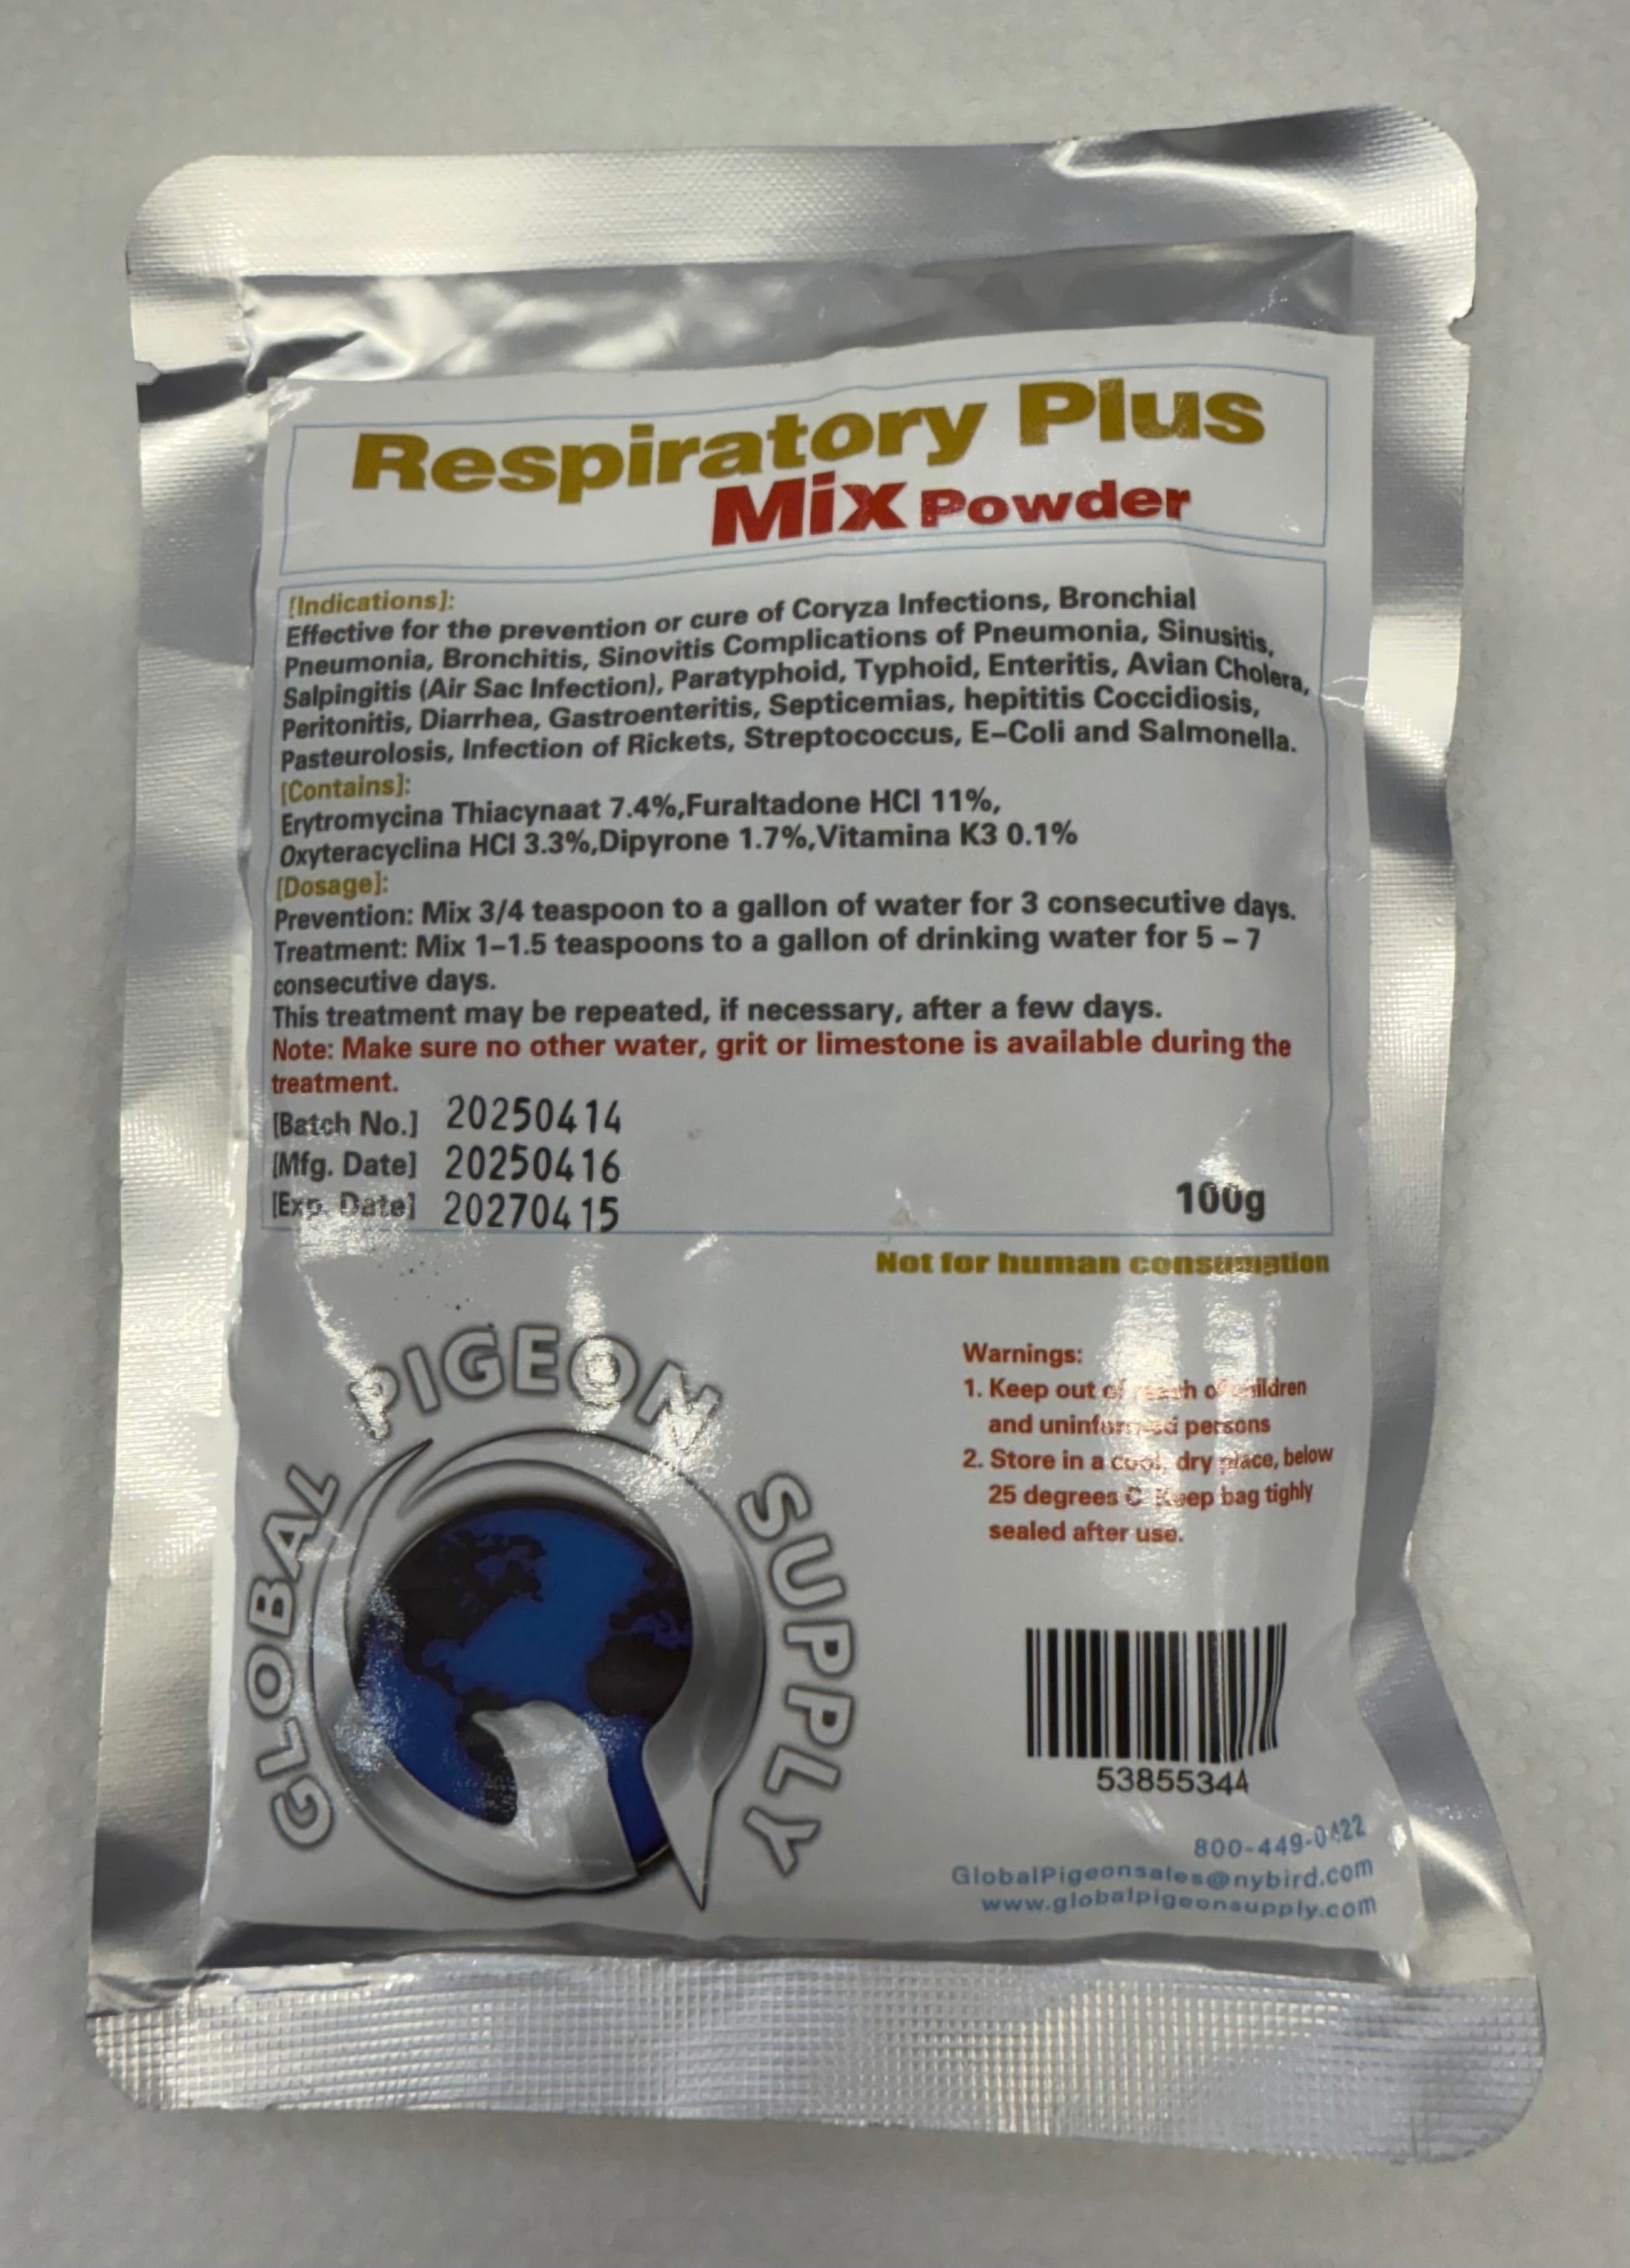 Respiratory Plus
Mix Powder
[Indications]:
Effective for the prevention or cure of Coryza Infections, Bronchial
Pneumonia, Bronchitis, Sinovitis Complications of Pneumonia, Sinusitis,
Salpingitis (Air Sac Infection), Paratyphoid, Typhoid, Enteritis, Avian Cholera,
Peritonitis, Diarrhea, Gastroenteritis, Septicemias, hepititis Coccidiosis,
Pasteurolosis, Infection of Rickets, Streptococcus, E-Coli and Salmonella.
[Contains]:
Erytromycina Thiacynaat 7.4%,Furaltadone HCl 11%,
Oxyteracyclina HCl 3.3%,Dipyrone 1.7%,Vitamina K3 0.1%
[Dosage]:
Prevention: Mix 3/4 teaspoon to a gallon of water for 3 consecutive days.
Treatment: Mix 1-1.5 teaspoons to a gallon of drinking water for 5 - 7
consecutive days.
This treatment may be repeated, if necessary, after a few days.
Note: Make sure no other water, grit or limestone is available during the
treatment.
[Batch No.] 20250414
[Mfg. Date] 20250416
[Exp. Date] 20270415
100g
Not for human consumation
GLOBAL PIGEON SUPPLY
Warnings:
1. Keep out of reach of children
and uninformed persons
2. Store in a cool, dry place, below
25 degrees C. Keep bag tighly
sealed after use.
53855344
800-449-0422
GlobalPigeonsales@nybird.com
www.globalpigeonsupply.com